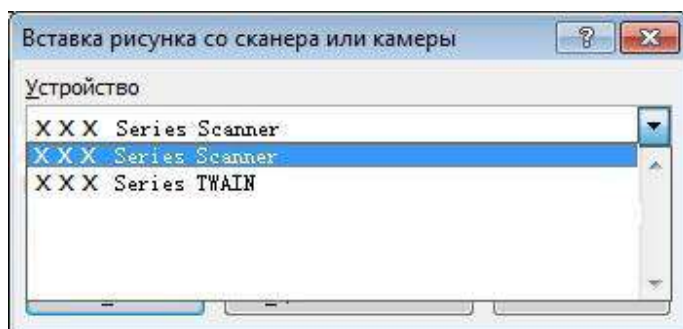 Вставка рисунка со сканера или камеры
Устройство
X X X Series Scanner
X X X Series Scanner
X X X Series TWAIN